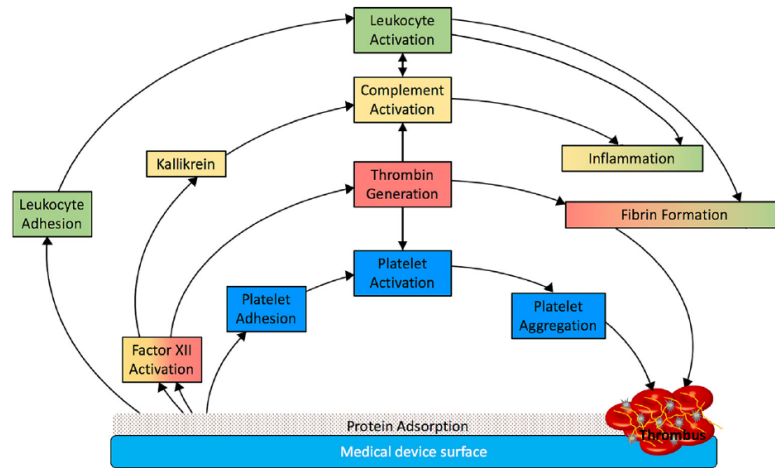 Leukocyte
Activation
Complement
Activation
Kallikrein
Inflammation
Thrombin
Generation
Leukocyte
Adhesion
Fibrin Formation
Platelet
Activation
Platelet
Adhesion
Platelet
Aggregation
Factor XII
Activation
Protein Adsorption
Thrombus
Medical device surface